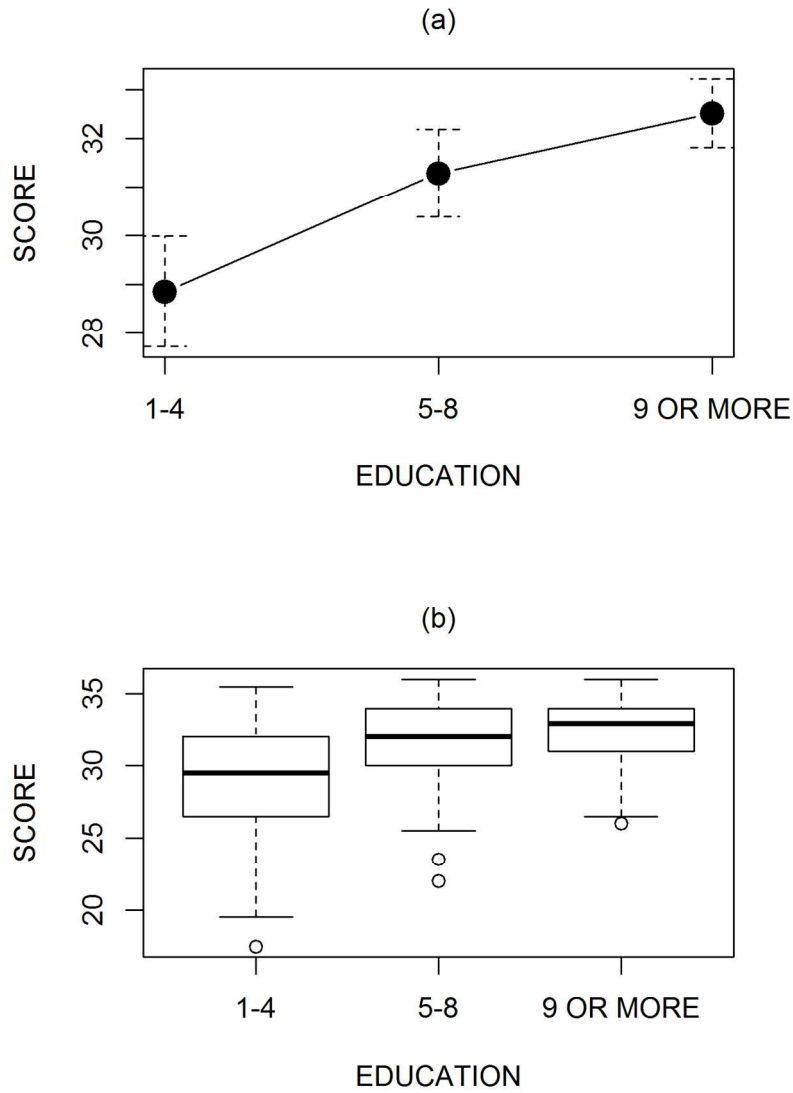 (a)
SCORE
32
30
28
1-4 5-8 9 OR MORE
EDUCATION
(b)
SCORE
35
30
25
20
1-4 5-8 9 OR MORE
EDUCATION